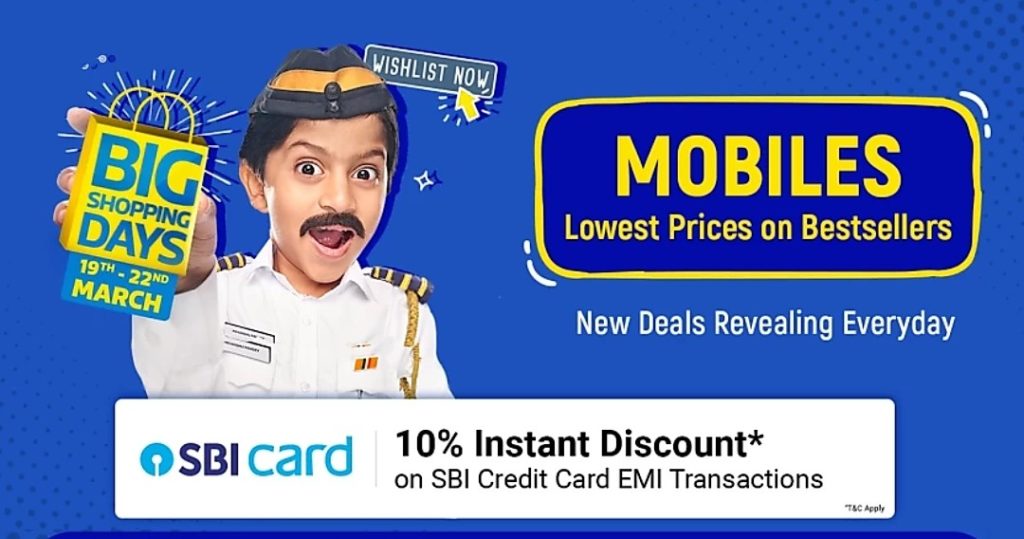 WISHLIST NOW
BIG
SHOPPING
DAYS
19TH - 22ND
MARCH
MOBILES
Lowest Prices on Bestsellers
New Deals Revealing Everyday
SBI card
10% Instant Discount*
on SBI Credit Card EMI Transactions
*T&C Apply